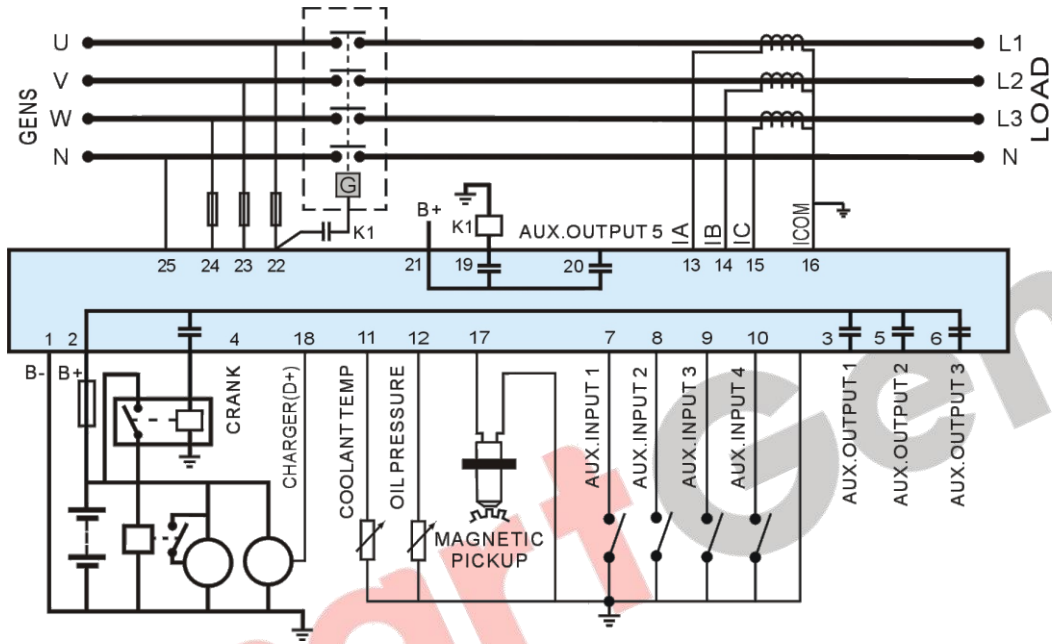 U
V
W
N
GENS
L1
L2
L3
N
LOAD
G
K1
B+
K1
AUX.OUTPUT 5
IA
IB
IC
ICOM
25
24
23
22
21
19
20
13
14
15
16
1
2
4
18
11
12
17
7
8
9
10
3
5
6
B-
B+
CRANK
CHARGER(D+)
COOLANT TEMP
OIL PRESSURE
MAGNETIC
PICKUP
AUX.INPUT 1
AUX.INPUT 2
AUX.INPUT 3
AUX.INPUT 4
AUX.OUTPUT 1
AUX.OUTPUT 2
AUX.OUTPUT 3
artGen